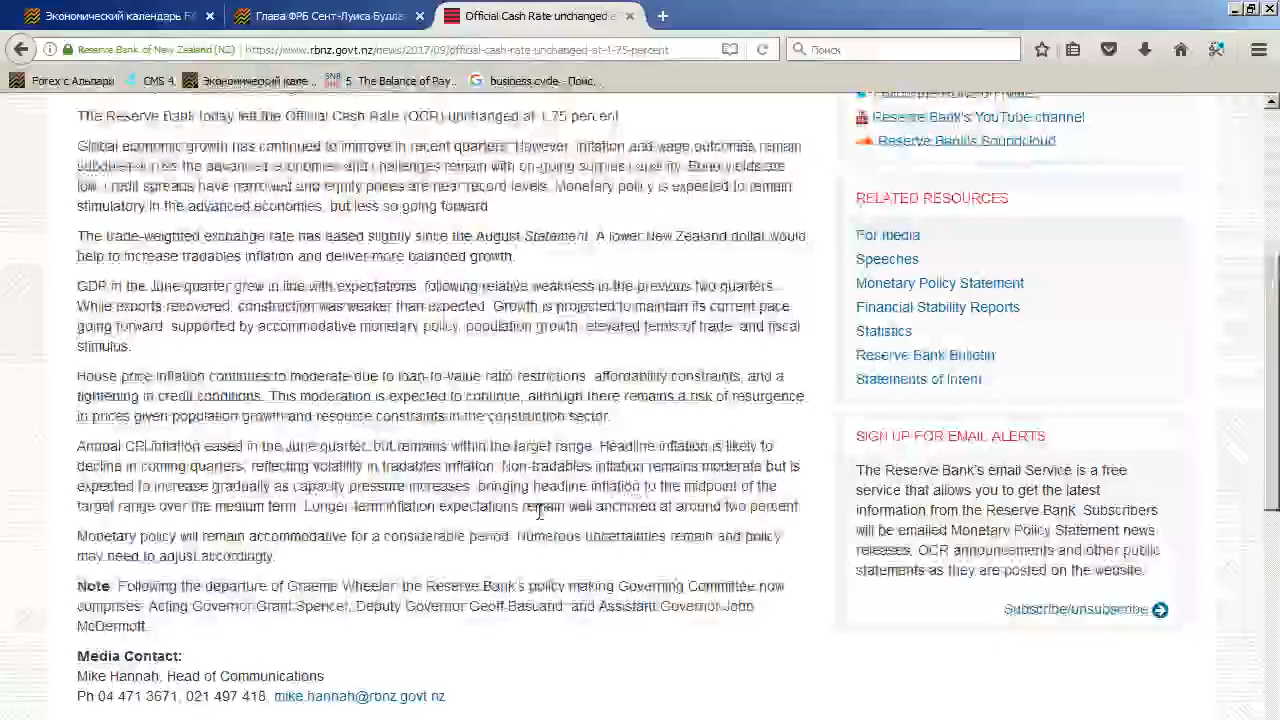 Экономический календарь F
Глава ФРБ Сент-Луиса Булла
Official Cash Rate unchanged a
Reserve Bank of New Zealand (NZ)
https://www.rbnz.govt.nz/news/2017/09/official-cash-rate-unchanged-at-1-75-percent
Поиск
Forex с Альпари
CMS 4.
Экономический кале...
SNB BNS
5. The Balance of Pay...
business cycle - Поис...
The Reserve Bank today left the Official Cash Rate (OCR) unchanged at 1.75 percent.
Global economic growth has continued to improve in recent quarters. However, inflation and wage outcomes remain
subdued across the advanced economies and challenges remain with on-going surplus capacity. Bond yields are
low, credit spreads have narrowed and equity prices are near record levels. Monetary policy is expected to remain
stimulatory in the advanced economies, but less so going forward.
The trade-weighted exchange rate has eased slightly since the August Statement. A lower New Zealand dollar would
help to increase tradables inflation and deliver more balanced growth.
GDP in the June quarter grew in line with expectations, following relative weakness in the previous two quarters.
While exports recovered, construction was weaker than expected. Growth is projected to maintain its current pace
going forward, supported by accommodative monetary policy, population growth, elevated terms of trade, and fiscal
stimulus.
House price inflation continues to moderate due to loan-to-value ratio restrictions, affordability constraints, and a
tightening in credit conditions. This moderation is expected to continue, although there remains a risk of resurgence
in prices given population growth and resource constraints in the construction sector.
Annual CPI inflation eased in the June quarter, but remains within the target range. Headline inflation is likely to
decline in coming quarters, reflecting volatility in tradables inflation. Non-tradables inflation remains moderate but is
expected to increase gradually as capacity pressure increases, bringing headline inflation to the midpoint of the
target range over the medium term. Longer-term inflation expectations remain well anchored at around two percent.
Monetary policy will remain accommodative for a considerable period. Numerous uncertainties remain and policy
may need to adjust accordingly.
Note: Following the departure of Graeme Wheeler, the Reserve Bank's policy making Governing Committee now
comprises: Acting Governor Grant Spencer, Deputy Governor Geoff Bascand, and Assistant Governor John
McDermott.
Media Contact:
Mike Hannah, Head of Communications
Ph 04 471 3671, 021 497 418, mike.hannah@rbnz.govt.nz
Reserve Bank's YouTube channel
Reserve Bank's Soundcloud
RELATED RESOURCES
For media
Speeches
Monetary Policy Statement
Financial Stability Reports
Statistics
Reserve Bank Bulletin
Statements of Intent
SIGN UP FOR EMAIL ALERTS
The Reserve Bank's email Service is a free
service that allows you to get the latest
information from the Reserve Bank. Subscribers
will be emailed Monetary Policy Statement news
releases, OCR announcements and other public
statements as they are posted on the website.
Subscribe/unsubscribe